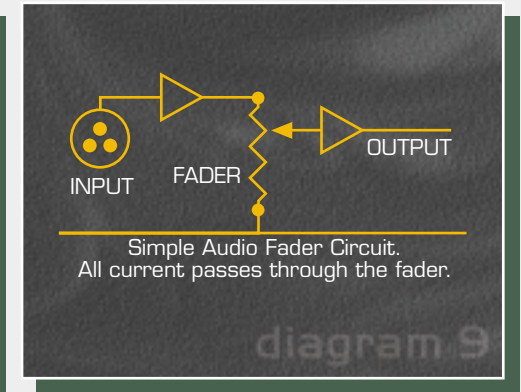 INPUT
FADER
OUTPUT
Simple Audio Fader Circuit.
All current passes through the fader.
diagram 9